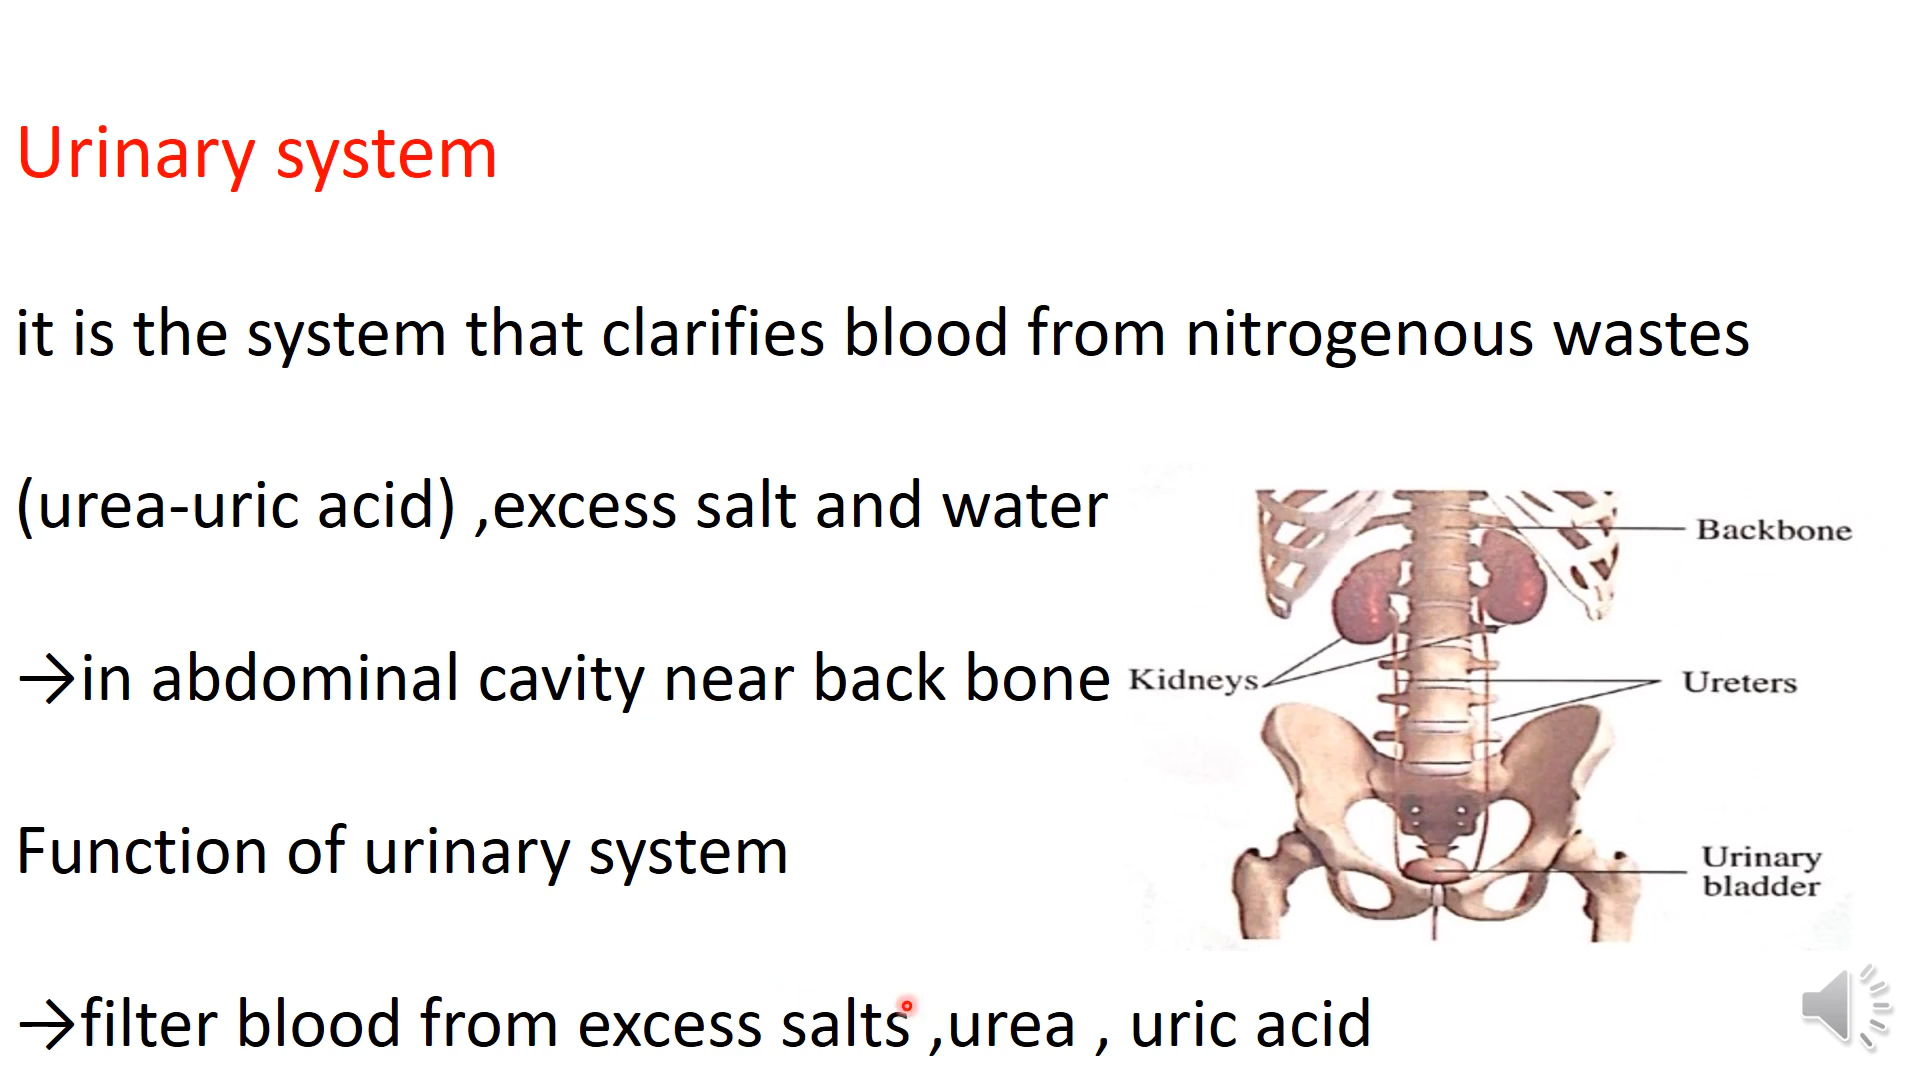 Urinary system
it is the system that clarifies blood from nitrogenous wastes
(urea-uric acid) ,excess salt and water
→in abdominal cavity near back bone
Function of urinary system
→filter blood from excess salts ,urea , uric acid
Backbone
Kidneys
Ureters
Urinary
bladder